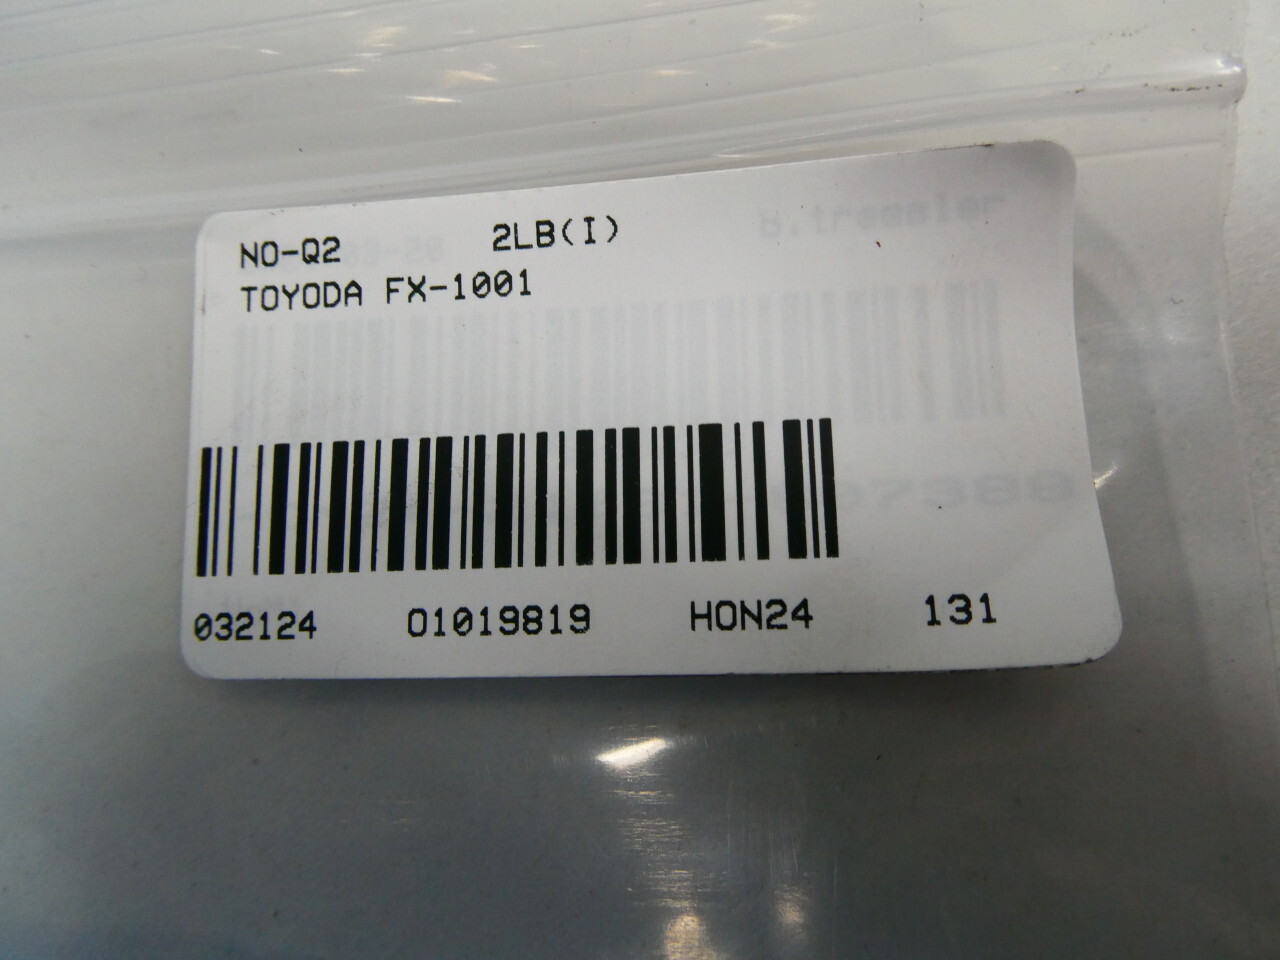 NO-Q2 2LB(I)
TOYODA FX-1001
032124 01019819 HON24 131